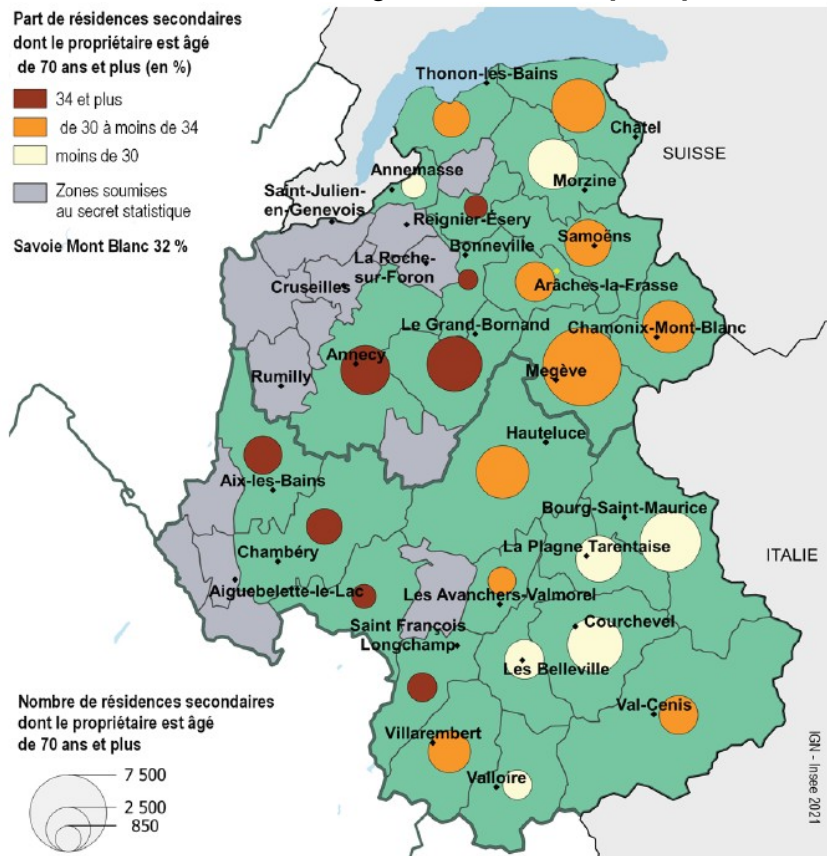 Part de résidences secondaires
dont le propriétaire est âgé
de 70 ans et plus (en %)
34 et plus
de 30 à moins de 34
moins de 30
Zones soumises
au secret statistique
Savoie Mont Blanc 32 %
Thonon-les-Bains
Châtel
SUISSE
Annemasse
Morzine
Saint-Julien-
en-Genevois
Reignier-Ésery
Samoëns
Bonneville
La Roche-
sur-Foron
Arâches-la-Frasse
Cruseilles
Le Grand-Bornand
Chamonix-Mont-Blanc
Annecy
Megève
Rumilly
Hauteluce
Aix-les-Bains
Bourg-Saint-Maurice
La Plagne Tarentaise
ITALIE
Chambéry
Aiguebelette-le-Lac
Les Avanchers-Valmorel
Saint François
Longchamp
Courchevel
Les Belleville
Val-Cenis
Villarembert
Valloire
Nombre de résidences secondaires
dont le propriétaire est âgé
de 70 ans et plus
7 500
2 500
850
IGN - Insee 2021